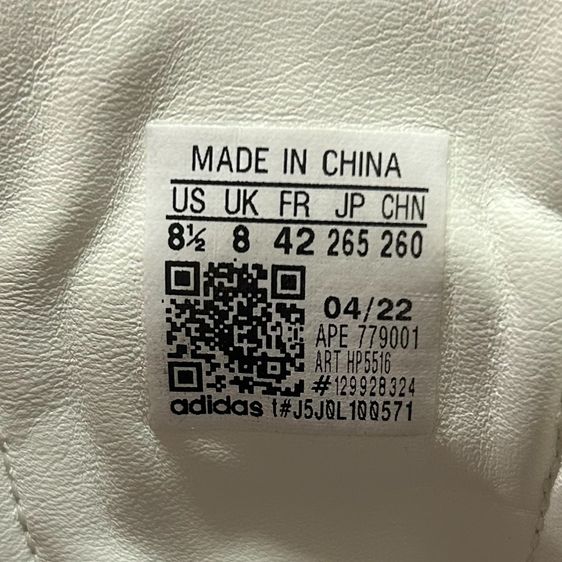 MADE IN CHINA
US UK FR JP CHN
8½ 8 42 265 260
04/22
APE 779001
ART HP5516
#129928324
adidas t#J5J0L100571